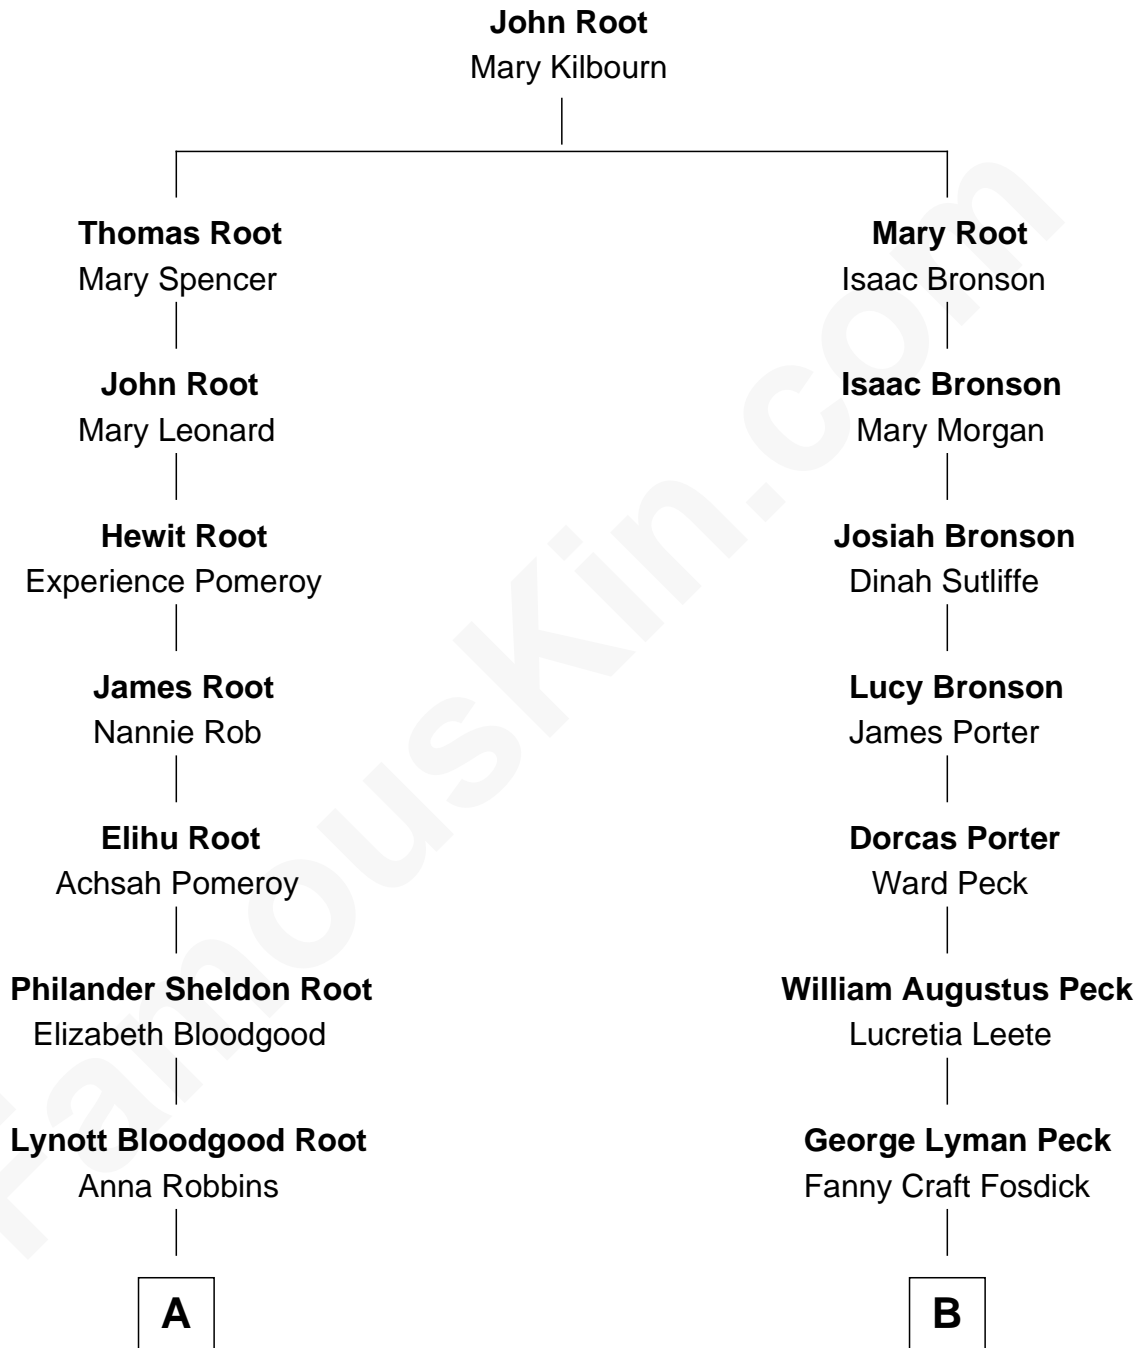 John Root
Mary Kilbourn
Thomas Root
Mary Spencer
Mary Root
Isaac Bronson
John Root
Mary Leonard
Isaac Bronson
Mary Morgan
Hewit Root
Experience Pomeroy
Josiah Bronson
Dinah Sutliffe
James Root
Nannie Rob
Lucy Bronson
James Porter
Elihu Root
Achsah Pomeroy
Dorcas Porter
Ward Peck
Philander Sheldon Root
Elizabeth Bloodgood
William Augustus Peck
Lucretia Leete
Lynott Bloodgood Root
Anna Robbins
George Lyman Peck
Fanny Craft Fosdick
A
B
FamousKin.com